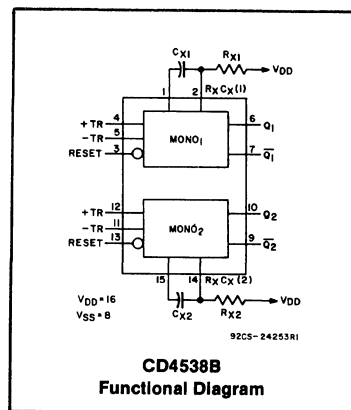 CX1
RX1
VDD
1
2
RXCX(1)
+TR
4
-TR
5
RESET
3
MONO1
6
Q1
7
Q1
+TR
12
-TR
11
RESET
13
MONO2
10
Q2
9
Q2
15
14
RXCX(2)
VDD = 16
VSS = 8
CX2
RX2
VDD
92CS-24253R1
CD4538B
Functional Diagram